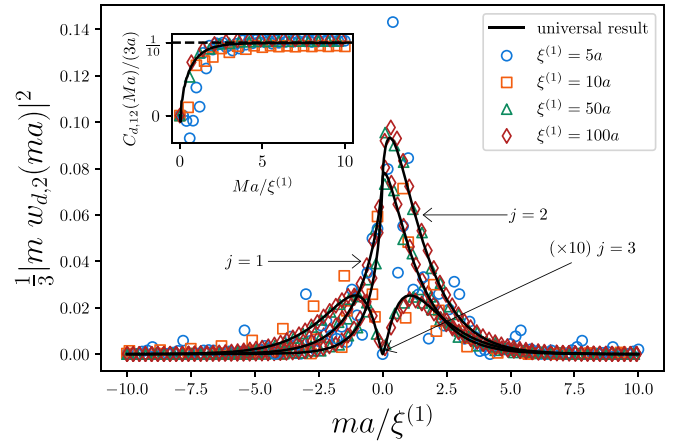 0.14
0.12
0.10
0.08
0.06
0.04
0.02
0.00
−10.0
−7.5
−5.0
−2.5
0.0
2.5
5.0
7.5
10.0
ma/ξ^(1)
1/3|m w_{d,2}(ma)|²
C_{d,12}(Ma)/(3a)
1/10
0
0
5
10
Ma/ξ^(1)
universal result
ξ^(1) = 5a
ξ^(1) = 10a
ξ^(1) = 50a
ξ^(1) = 100a
j = 2
(×10) j = 3
j = 1